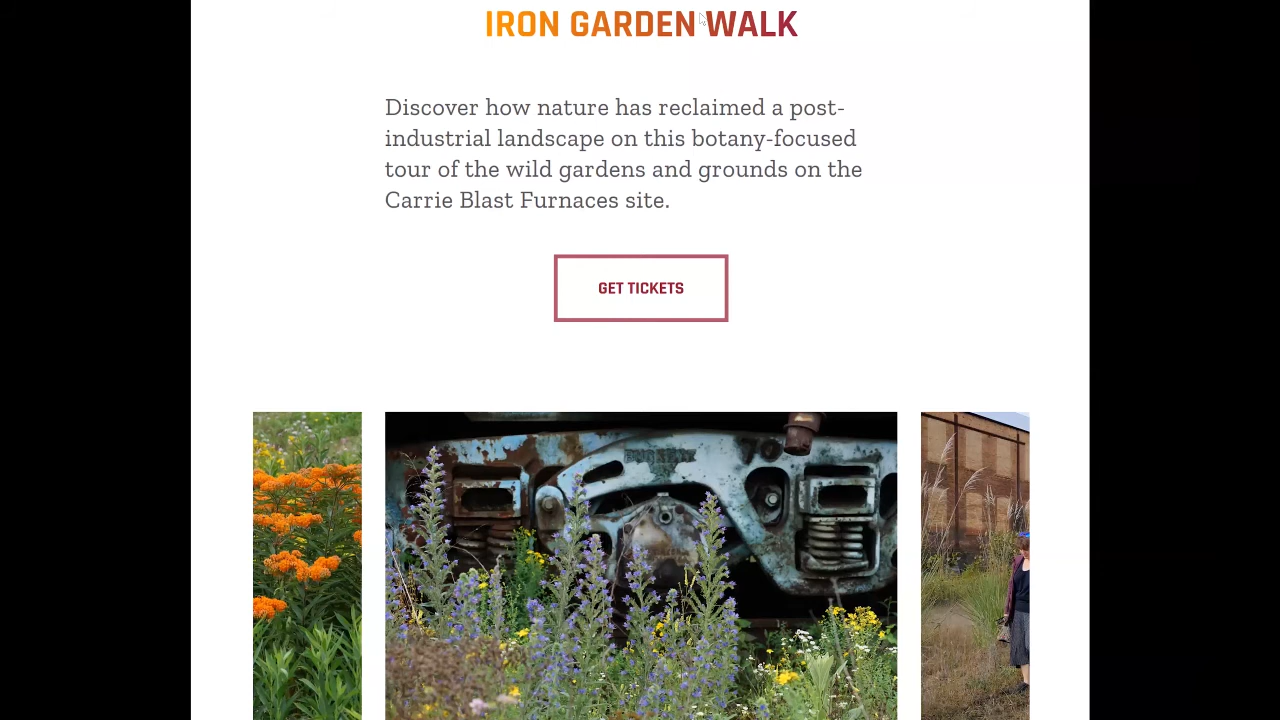 IRON GARDEN WALK
Discover how nature has reclaimed a post-
industrial landscape on this botany-focused
tour of the wild gardens and grounds on the
Carrie Blast Furnaces site.
GET TICKETS